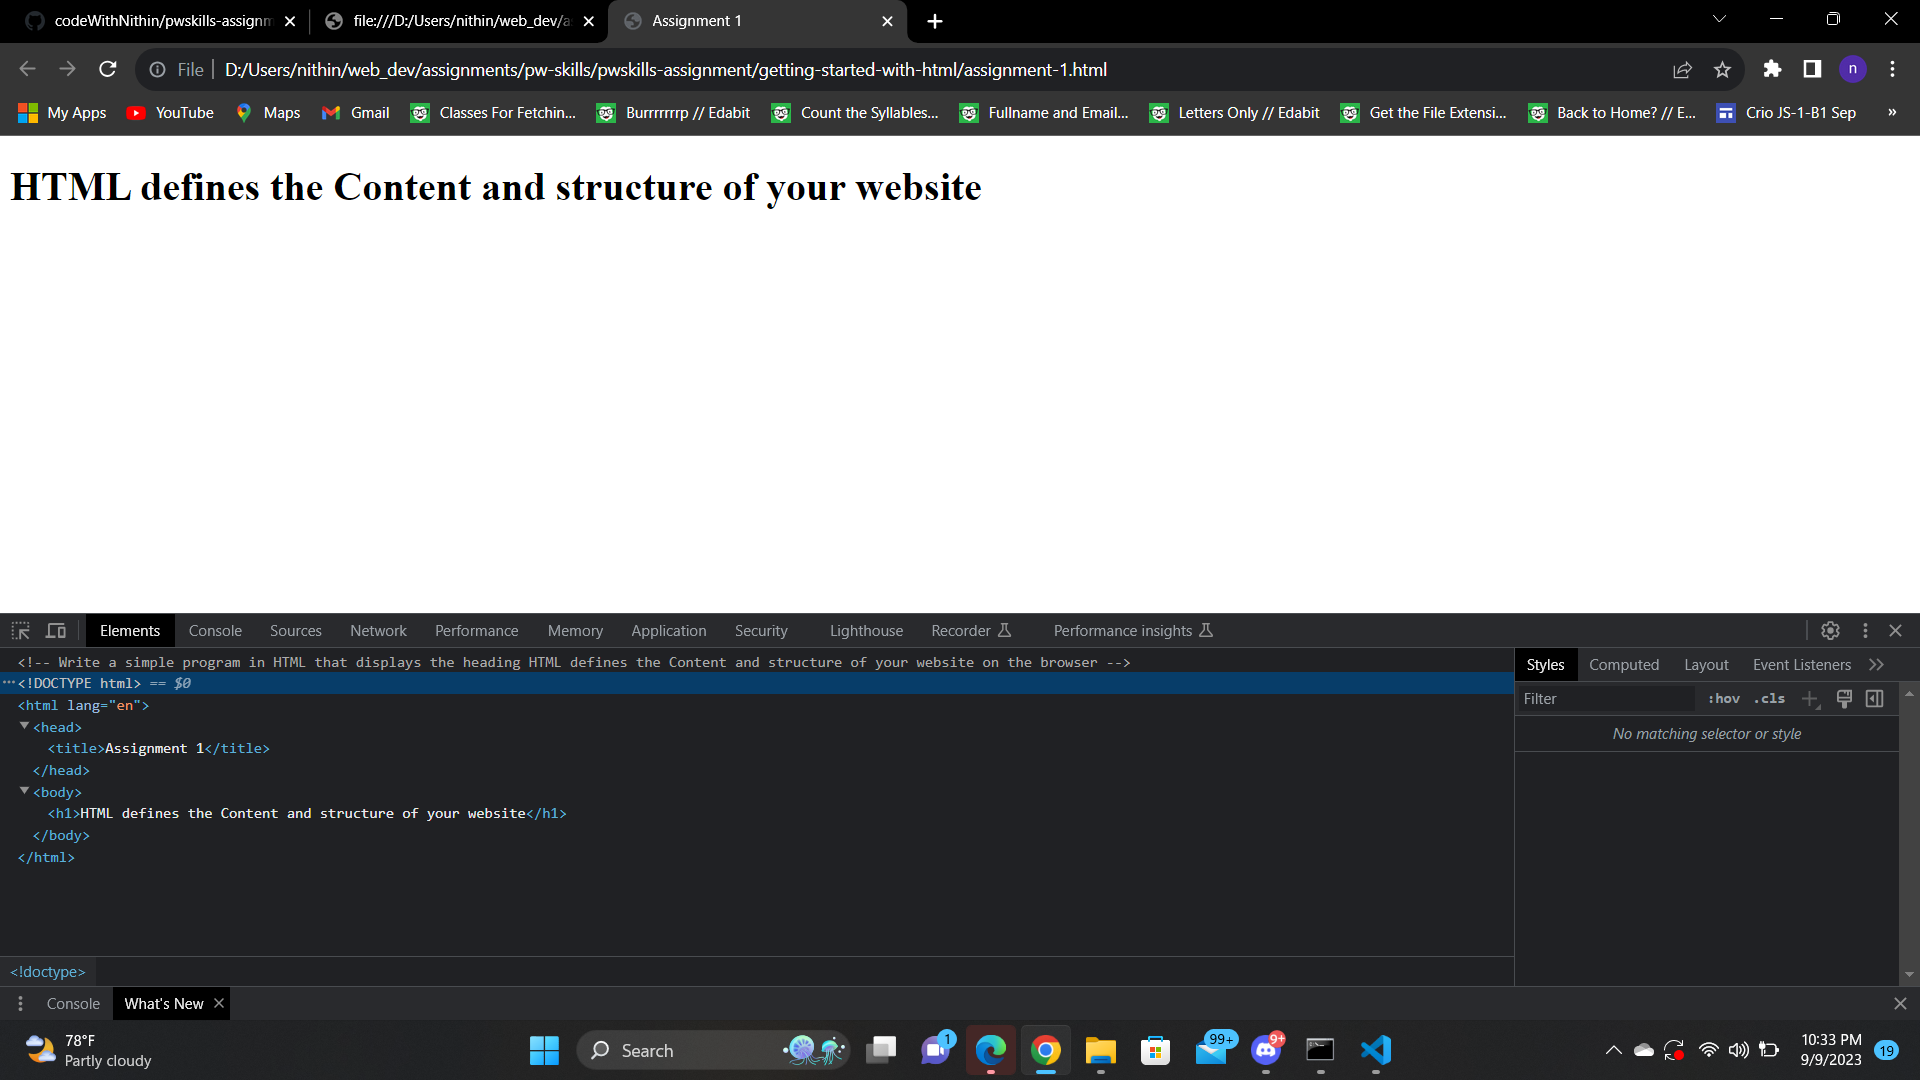 codeWithNithin/pwskills-assignm
file:///D:/Users/nithin/web_dev/as
Assignment 1
File
D:/Users/nithin/web_dev/assignments/pw-skills/pwskills-assignment/getting-started-with-html/assignment-1.html
n
My Apps
YouTube
Maps
Gmail
Classes For Fetchin...
Burrrrrrrp // Edabit
Count the Syllables...
Fullname and Email...
Letters Only // Edabit
Get the File Extensi...
Back to Home? // E...
Crio JS-1-B1 Sep
»
HTML defines the Content and structure of your website
Elements
Console
Sources
Network
Performance
Memory
Application
Security
Lighthouse
Recorder
Performance insights
<!-- Write a simple program in HTML that displays the heading HTML defines the Content and structure of your website on the browser -->
<!DOCTYPE html> == $0
<html lang="en">
<head>
<title>Assignment 1</title>
</head>
<body>
<h1>HTML defines the Content and structure of your website</h1>
</body>
</html>
<!doctype>
Styles
Computed
Layout
Event Listeners
Filter
:hov
.cls
No matching selector or style
Console
What's New
78°F
Partly cloudy
Search
1
99+
9+
10:33 PM
9/9/2023
19